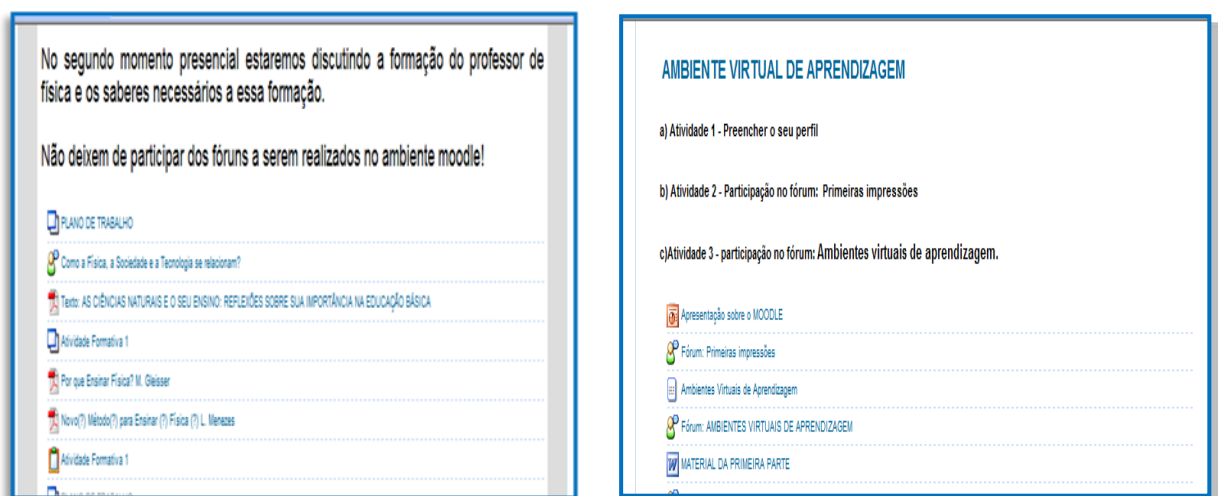 No segundo momento presencial estaremos discutindo a formação do professor de
física e os saberes necessários a essa formação.
Não deixem de participar dos fóruns a serem realizados no ambiente moodle!
PLANO DE TRABALHO
Como a Física, a Sociedade e a Tecnologia se relacionam?
Texto: AS CIÊNCIAS NATURAIS E O SEU ENSINO: REFLEXÕES SOBRE SUA IMPORTÂNCIA NA EDUCAÇÃO BÁSICA
Atividade Formativa 1
Por que Ensinar Física? M. Gleisser
Novo(?) Método(?) para Ensinar (?) Física (?) L. Menezes
Atividade Formativa 1
AMBIENTE VIRTUAL DE APRENDIZAGEM
a) Atividade 1 - Preencher o seu perfil
b) Atividade 2 - Participação no fórum: Primeiras impressões
c)Atividade 3 - participação no fórum: Ambientes virtuais de aprendizagem.
Apresentação sobre o MOODLE
Fórum: Primeiras impressões
Ambientes Virtuais de Aprendizagem
Fórum: AMBIENTES VIRTUAIS DE APRENDIZAGEM
MATERIAL DA PRIMEIRA PARTE